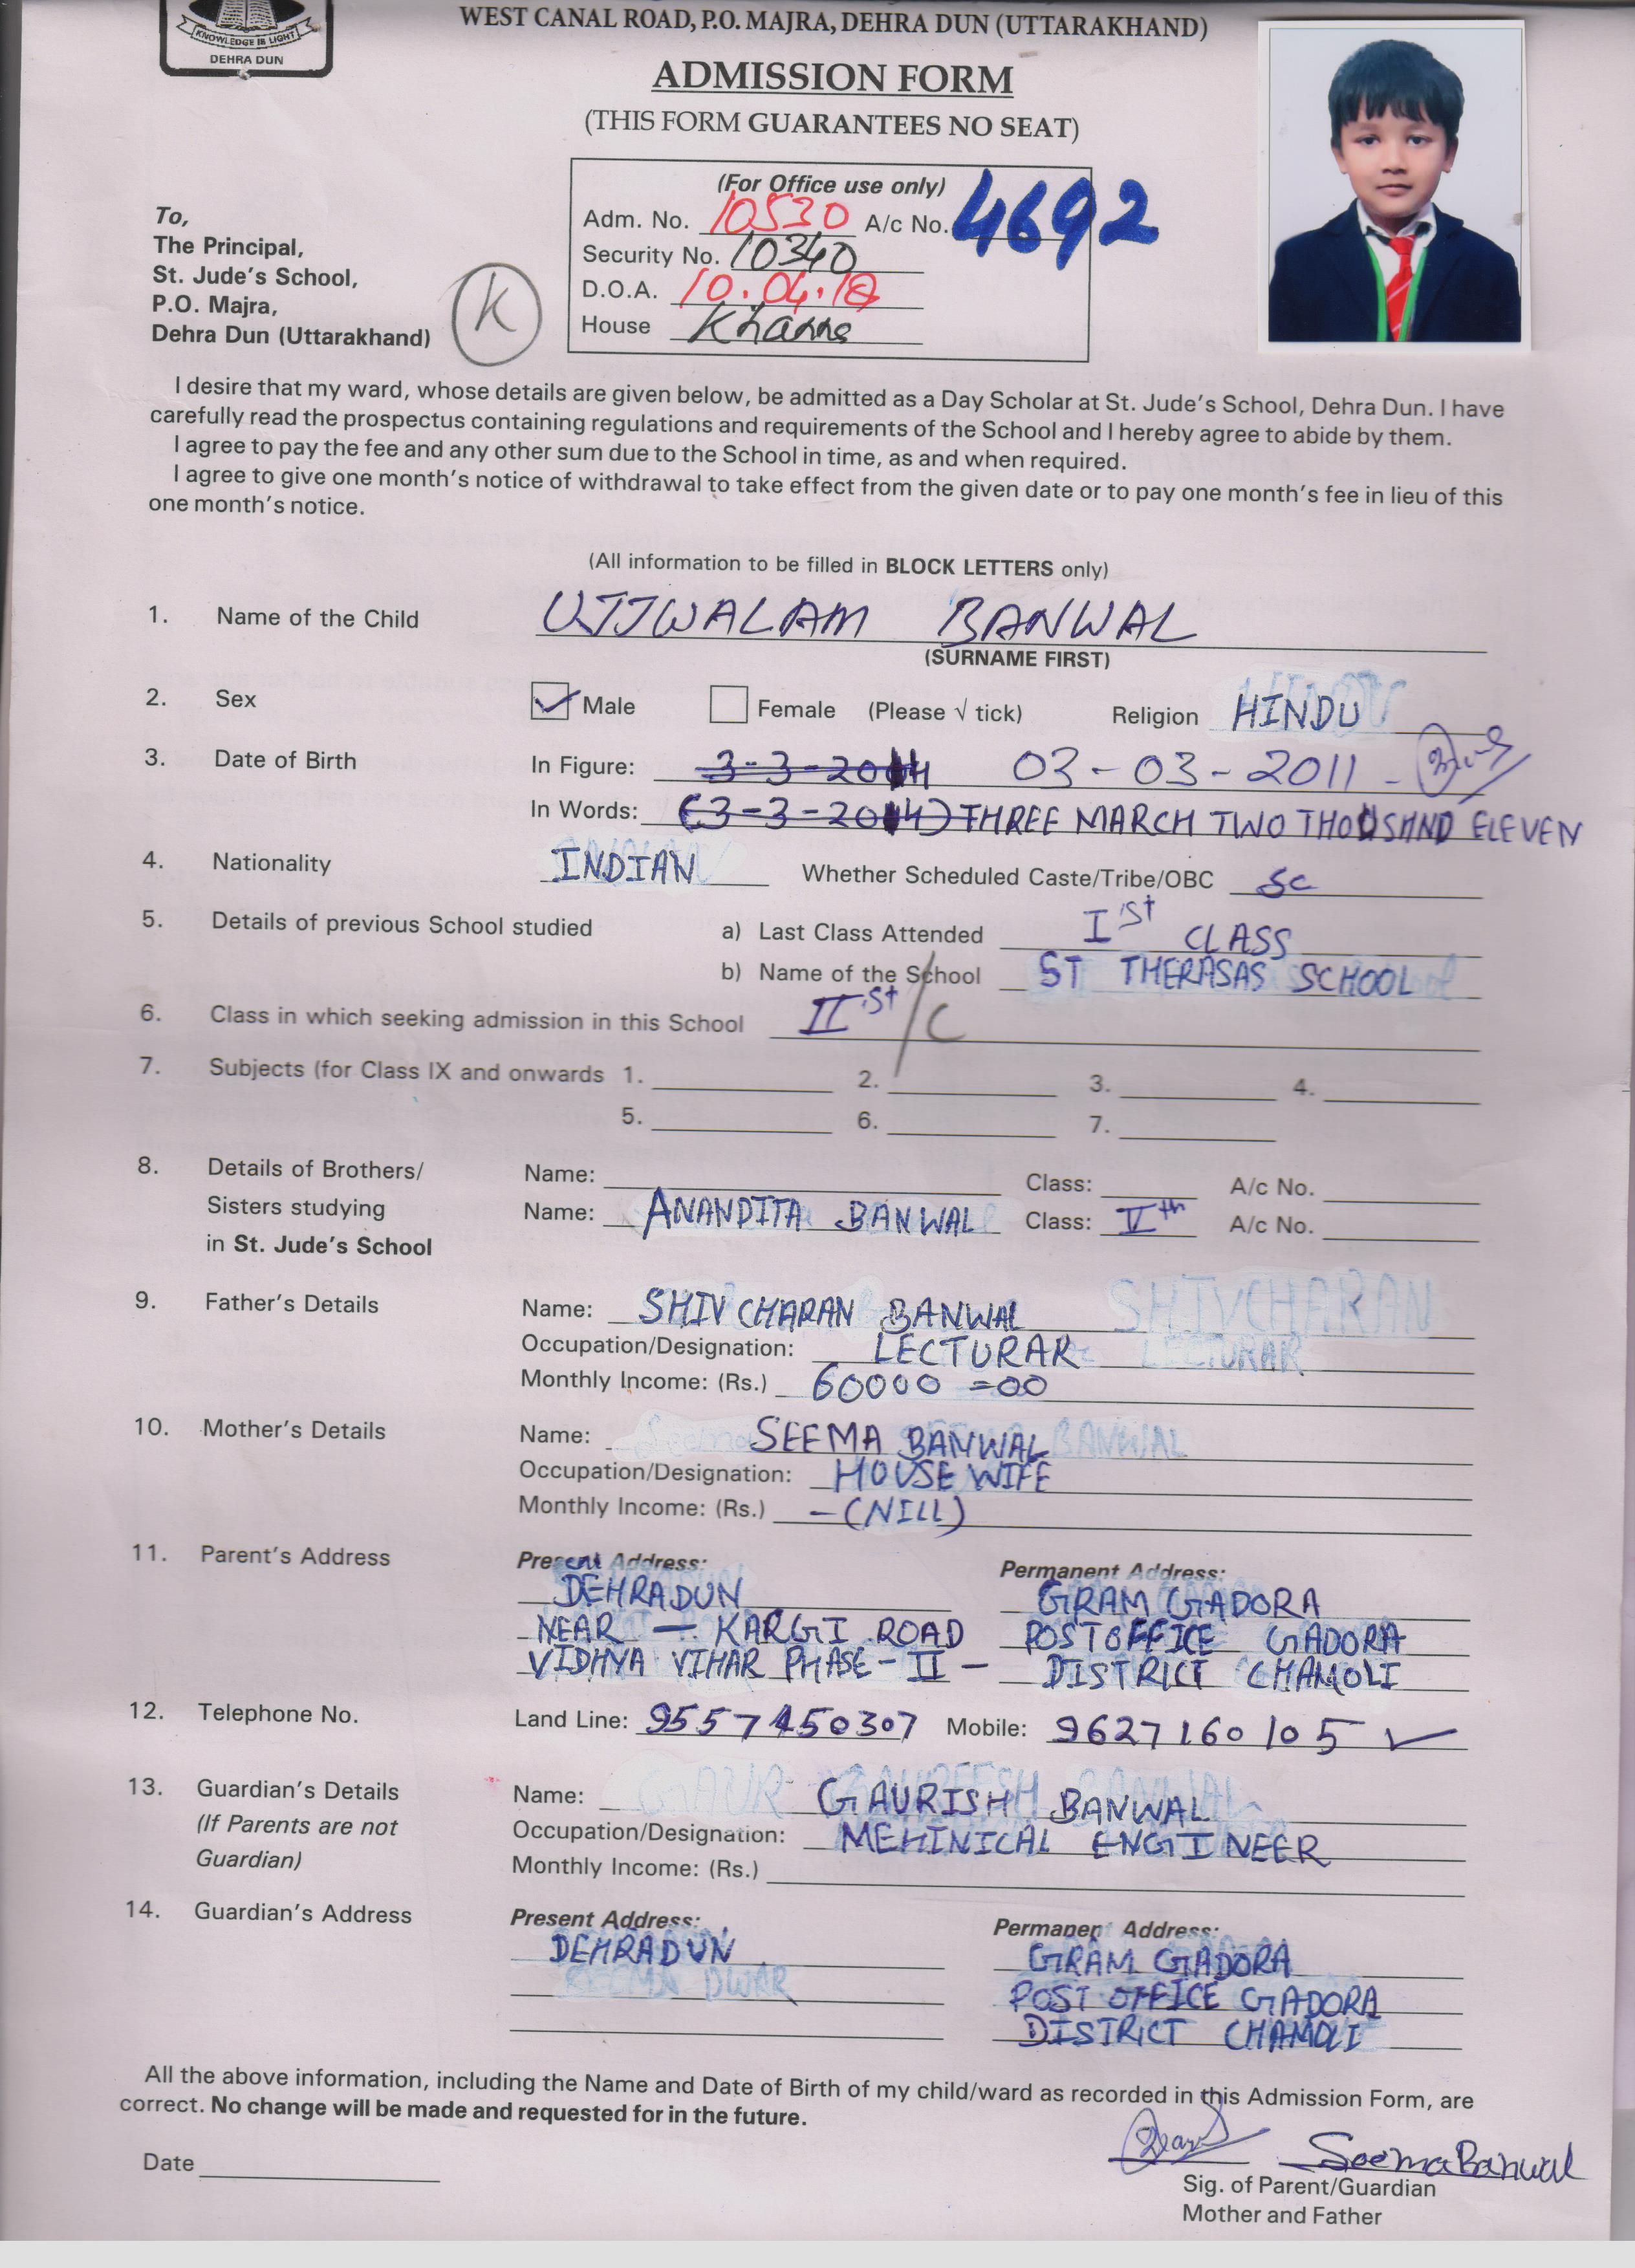 KNOWLEDGE IS LIGHT
DEHRA DUN
WEST CANAL ROAD, P.O. MAJRA, DEHRA DUN (UTTARAKHAND)
ADMISSION FORM
(THIS FORM GUARANTEES NO SEAT)
(For Office use only)
Adm. No. 10530 A/c No. 4692
Security No. 10340
D.O.A. 10.04.18
House Khanna
To,
The Principal,
St. Jude's School,
P.O. Majra,
Dehra Dun (Uttarakhand)
K
I desire that my ward, whose details are given below, be admitted as a Day Scholar at St. Jude's School, Dehra Dun. I have
carefully read the prospectus containing regulations and requirements of the School and I hereby agree to abide by them.
I agree to pay the fee and any other sum due to the School in time, as and when required.
I agree to give one month's notice of withdrawal to take effect from the given date or to pay one month's fee in lieu of this
one month's notice.
(All information to be filled in BLOCK LETTERS only)
1. Name of the Child UJJWALAM BANWAL
(SURNAME FIRST)
2. Sex Male Female (Please √ tick) Religion HINDU
3. Date of Birth In Figure: 3-3-2014 03-03-2011
In Words: (3-3-2014) THREE MARCH TWO THOUSAND ELEVEN
4. Nationality INDIAN Whether Scheduled Caste/Tribe/OBC SC
5. Details of previous School studied a) Last Class Attended Ist CLASS
b) Name of the School ST THERASAS SCHOOL
6. Class in which seeking admission in this School IIst/C
7. Subjects (for Class IX and onwards 1. 2. 3. 4.
5. 6. 7.
8. Details of Brothers/ Name: Class: A/c No.
Sisters studying Name: ANANDITA BANWAL Class: Vth A/c No.
in St. Jude's School
9. Father's Details Name: SHIV CHARAN BANWAL SHIVCHARAN
Occupation/Designation: LECTURAR LECTURAR
Monthly Income: (Rs.) 60000 =00
10. Mother's Details Name: SEEMA BANWAL BANWAL
Occupation/Designation: HOUSE WIFE
Monthly Income: (Rs.) -(NILL)
11. Parent's Address Present Address: Permanent Address:
DEHRADUN GRAM GADORA
NEAR - KARGI ROAD POST OFFICE GADORA
VIDHYA VIHAR PHASE-II - DISTRICT CHAMOLI
12. Telephone No. Land Line: 9557450307 Mobile: 9627160105 ✓
13. Guardian's Details Name: GAURISH BANWAL
(If Parents are not Occupation/Designation: MEHINICAL ENGINEER
Guardian) Monthly Income: (Rs.)
14. Guardian's Address Present Address: Permanent Address:
DEHRADUN GRAM GADORA
SEEMA DWAR POST OFFICE GADORA
DISTRICT CHAMOLI
All the above information, including the Name and Date of Birth of my child/ward as recorded in this Admission Form, are
correct. No change will be made and requested for in the future.
Date
Seema Banwal
Sig. of Parent/Guardian
Mother and Father